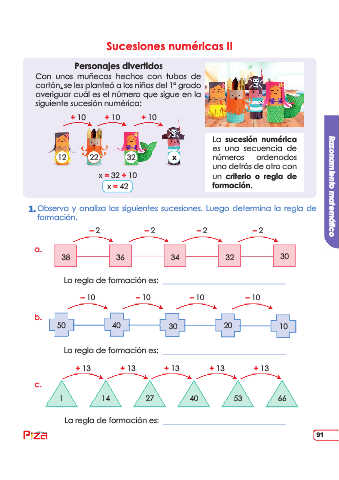 Sucesiones numéricas II
Personajes divertidos
Con unos muñecos hechos con tubos de
cartón, se les planteó a los niños del 1° grado
averiguar cuál es el número que sigue en la
siguiente sucesión numérica:
+ 10 + 10 + 10
12 22 32 x
x = 32 + 10
x = 42
La sucesión numérica
es una secuencia de
números ordenados
uno detrás de otro con
un criterio o regla de
formación.
Razonamiento matemático
1. Observa y analiza las siguientes sucesiones. Luego determina la regla de
formación.
– 2 – 2 – 2 – 2
a. 38 36 34 32 30
La regla de formación es:
– 10 – 10 – 10 – 10
b. 50 40 30 20 10
La regla de formación es:
+ 13 + 13 + 13 + 13 + 13
c. 1 14 27 40 53 66
La regla de formación es:
91